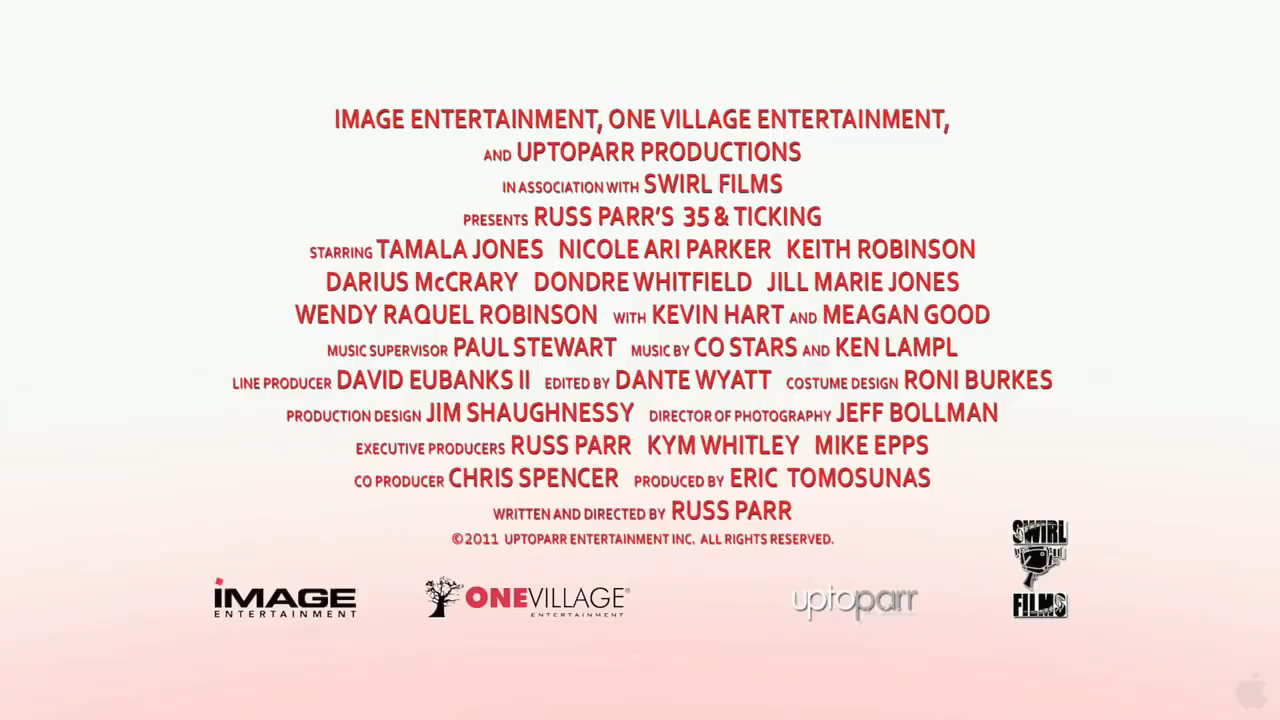 IMAGE ENTERTAINMENT, ONE VILLAGE ENTERTAINMENT,
AND UPTOPARR PRODUCTIONS
IN ASSOCIATION WITH SWIRL FILMS
PRESENTS RUSS PARR'S 35 & TICKING
STARRING TAMALA JONES NICOLE ARI PARKER KEITH ROBINSON
DARIUS McCRARY DONDRE WHITFIELD JILL MARIE JONES
WENDY RAQUEL ROBINSON WITH KEVIN HART AND MEAGAN GOOD
MUSIC SUPERVISOR PAUL STEWART MUSIC BY CO STARS AND KEN LAMPL
LINE PRODUCER DAVID EUBANKS II EDITED BY DANTE WYATT COSTUME DESIGN RONI BURKES
PRODUCTION DESIGN JIM SHAUGHNESSY DIRECTOR OF PHOTOGRAPHY JEFF BOLLMAN
EXECUTIVE PRODUCERS RUSS PARR KYM WHITLEY MIKE EPPS
CO PRODUCER CHRIS SPENCER PRODUCED BY ERIC TOMOSUNAS
WRITTEN AND DIRECTED BY RUSS PARR
©2011 UPTOPARR ENTERTAINMENT INC. ALL RIGHTS RESERVED.
iMAGE
ENTERTAINMENT
ONEVILLAGE®
ENTERTAINMENT
uptoparr
SWIRL
FILMS